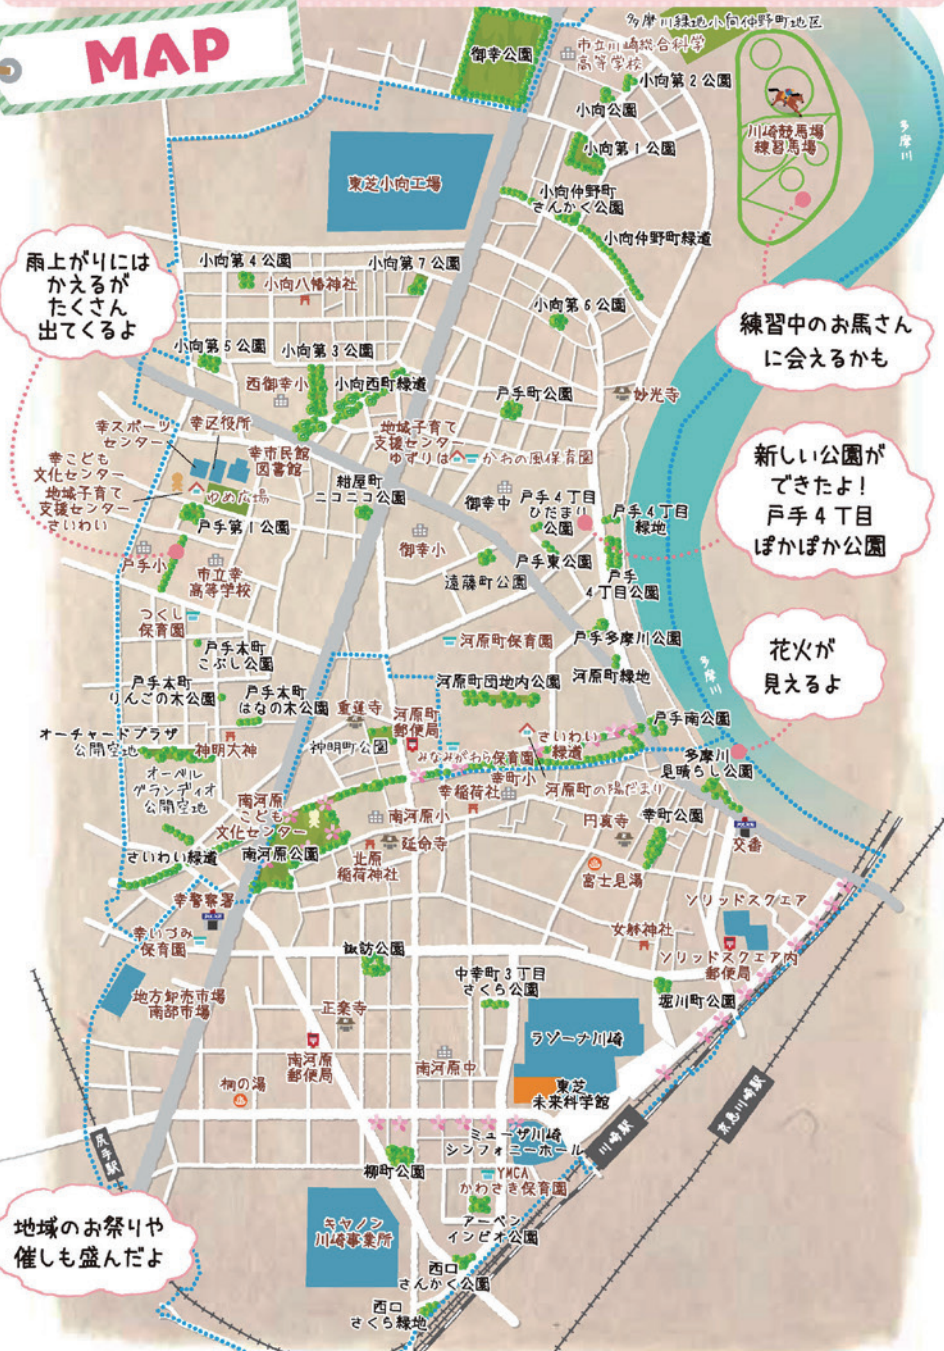 MAP
御幸公園
多摩川緑地小向仲野町地区
市立川崎総合科学
高等学校
小向第2公園
小向公園
小向第1公園
川崎競馬場
練習馬場
多摩川
東芝小向工場
小向仲野町
さんかく公園
小向仲野町緑道
雨上がりには
かえるが
たくさん
出てくるよ
小向第4公園
小向第7公園
小向八幡神社
小向第6公園
練習中のお馬さん
に会えるかも
小向第5公園
小向第3公園
西御幸小
小向西町緑道
戸手町公園
妙光寺
幸スポーツ
センター
幸区役所
幸市民館
図書館
地域子育て
支援センター
ゆずりは
かわの風保育園
幸こども
文化センター
地域子育て
支援センター
さいわい
ゆめ広場
紺屋町
ニコニコ公園
御幸中
戸手4丁目
ひだまり
公園
戸手4丁目
緑地
新しい公園が
できたよ!
戸手4丁目
ぽかぽか公園
戸手第1公園
戸手小
市立幸
高等学校
御幸小
遠藤町公園
戸手東公園
戸手
4丁目公園
つくし
保育園
戸手本町
こぶし公園
河原町保育園
戸手多摩川公園
花火が
見えるよ
戸手本町
りんごの木公園
戸手本町
はなの木公園
河原町団地内公園
河原町緑地
多摩川
オーチャードプラザ
公開空地
神明大神
重蓮寺
神明町公園
河原町
郵便局
みなみがわら保育園
さいわい
緑道
戸手南公園
多摩川
見晴らし公園
オーベル
グランディオ
公開空地
幸町小
幸稲荷社
河原町の陽だまり
南河原
こども
文化センター
南河原小
延命寺
円真寺
幸町公園
交番
さいわい緑道
南河原公園
北原
稲荷神社
富士見湯
幸警察署
ソリッドスクエア
幸いづみ
保育園
女躰神社
ソリッドスクエア内
郵便局
諏訪公園
中幸町3丁目
さくら公園
堀川町公園
地方卸売市場
南部市場
正楽寺
ラゾーナ川崎
南河原
郵便局
南河原中
桐の湯
東芝
未来科学館
京急川崎駅
川崎駅
尻手駅
ミューザ川崎
シンフォニーホール
柳町公園
YMCA
かわさき保育園
地域のお祭りや
催しも盛んだよ
キヤノン
川崎事業所
アーベン
インビオ公園
西口
さんかく公園
西口
さくら緑地